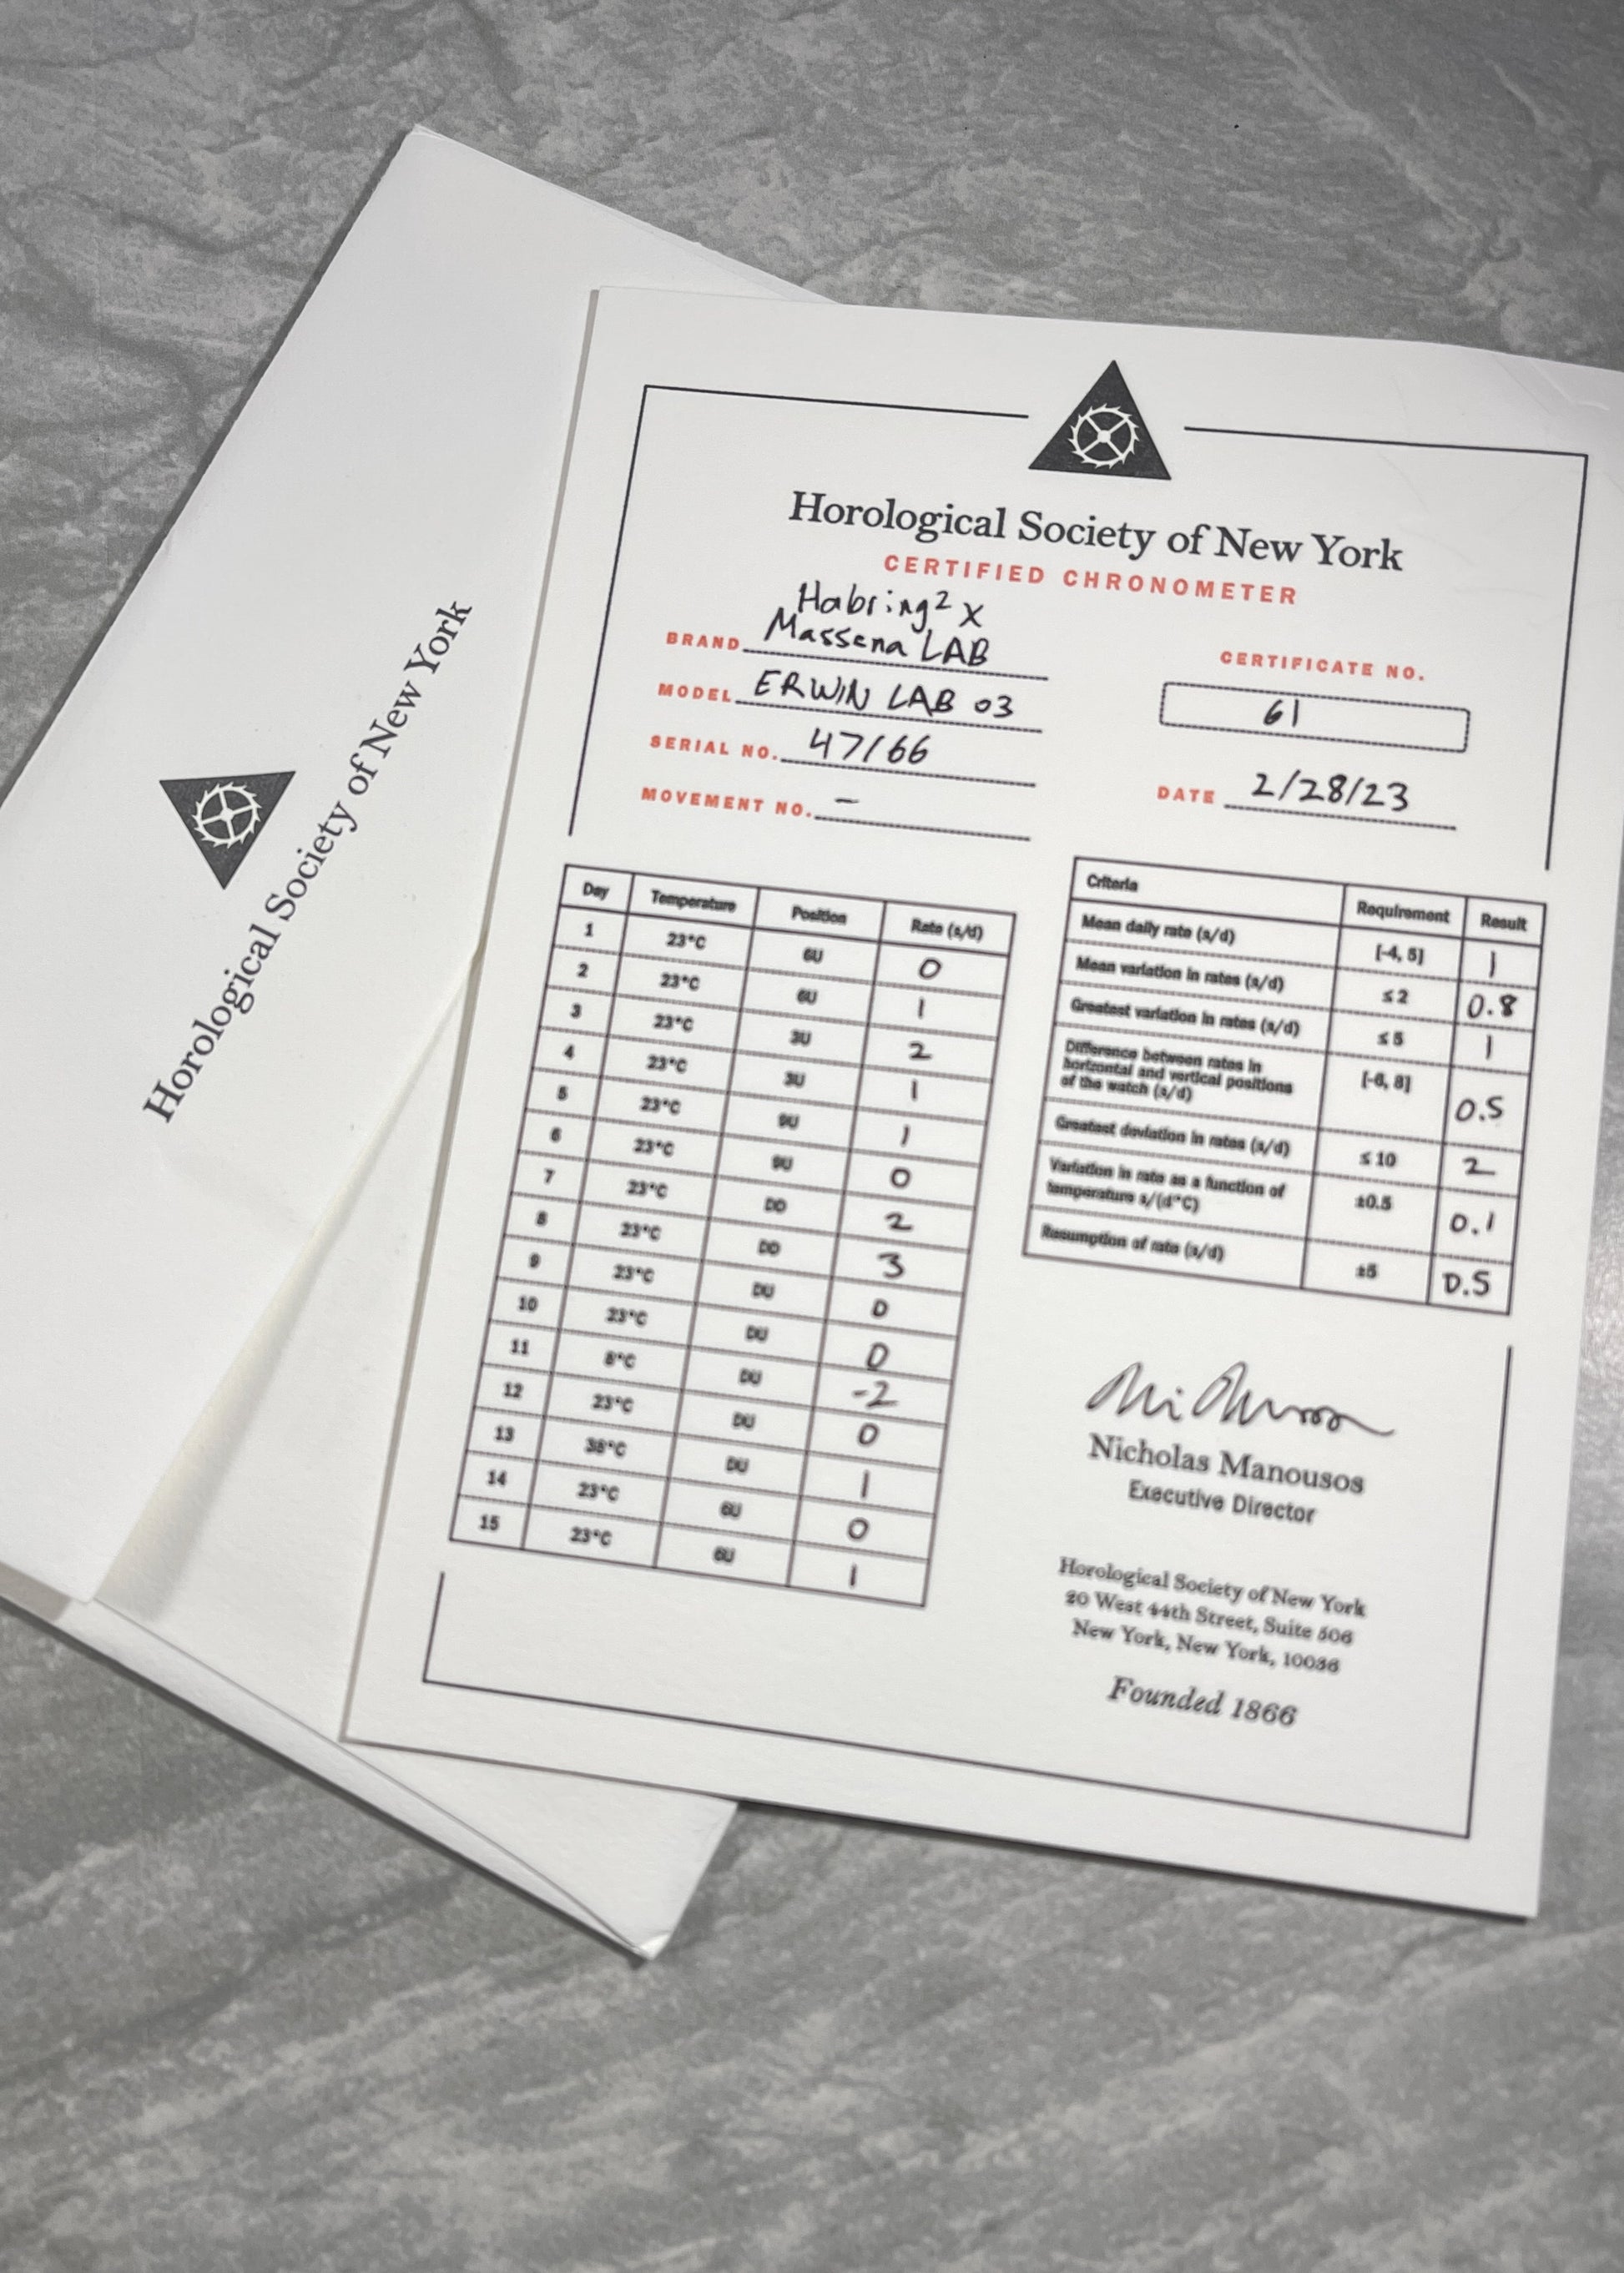 Horological Society of New York
Horological Society of New York
CERTIFIED CHRONOMETER
BRAND Habring² x
Massena LAB
MODEL ERWIN LAB 03
SERIAL NO. 47/66
MOVEMENT NO. –
CERTIFICATE NO.
61
DATE 2/28/23
Day Temperature Position Rate (s/d)
1 23°C 6U 0
2 23°C 6U 1
3 23°C 3U 2
4 23°C 3U 1
5 23°C 9U 1
6 23°C 9U 0
7 23°C DD 2
8 23°C DD 3
9 23°C DU 0
10 23°C DU 0
11 8°C DU -2
12 23°C DU 0
13 38°C DU 1
14 23°C 6U 0
15 23°C 6U 1
Criteria Requirement Result
Mean daily rate (s/d) [-4, 5] 1
Mean variation in rates (s/d) ≤ 2 0.8
Greatest variation in rates (s/d) ≤ 5 1
Difference between rates in
horizontal and vertical positions
of the watch (s/d) [-6, 8] 0.5
Greatest deviation in rates (s/d) ≤ 10 2
Variation in rate as a function of
temperature s/(d°C) ±0.5 0.1
Resumption of rate (s/d) ±5 0.5
Nicholas Manousos
Executive Director
Horological Society of New York
20 West 44th Street, Suite 506
New York, New York, 10036
Founded 1866